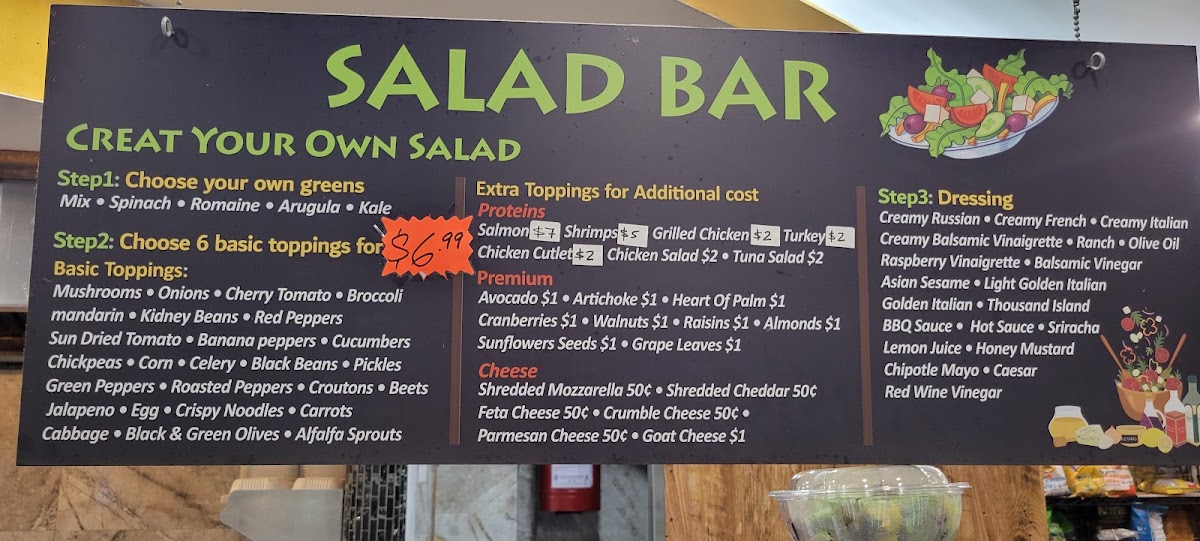 SALAD BAR
CREAT YOUR OWN SALAD
Step1: Choose your own greens
Mix • Spinach • Romaine • Arugula • Kale
Step2: Choose 6 basic toppings for $6.99
Basic Toppings:
Mushrooms • Onions • Cherry Tomato • Broccoli
mandarin • Kidney Beans • Red Peppers
Sun Dried Tomato • Banana peppers • Cucumbers
Chickpeas • Corn • Celery • Black Beans • Pickles
Green Peppers • Roasted Peppers • Croutons • Beets
Jalapeno • Egg • Crispy Noodles • Carrots
Cabbage • Black & Green Olives • Alfalfa Sprouts
Extra Toppings for Additional cost
Proteins
Salmon $7 Shrimps $5 Grilled Chicken $2 Turkey $2
Chicken Cutlet $2 Chicken Salad $2 • Tuna Salad $2
Premium
Avocado $1 • Artichoke $1 • Heart Of Palm $1
Cranberries $1 • Walnuts $1 • Raisins $1 • Almonds $1
Sunflowers Seeds $1 • Grape Leaves $1
Cheese
Shredded Mozzarella 50¢ • Shredded Cheddar 50¢
Feta Cheese 50¢ • Crumble Cheese 50¢ •
Parmesan Cheese 50¢ • Goat Cheese $1
Step3: Dressing
Creamy Russian • Creamy French • Creamy Italian
Creamy Balsamic Vinaigrette • Ranch • Olive Oil
Raspberry Vinaigrette • Balsamic Vinegar
Asian Sesame • Light Golden Italian
Golden Italian • Thousand Island
BBQ Sauce • Hot Sauce • Sriracha
Lemon Juice • Honey Mustard
Chipotle Mayo • Caesar
Red Wine Vinegar